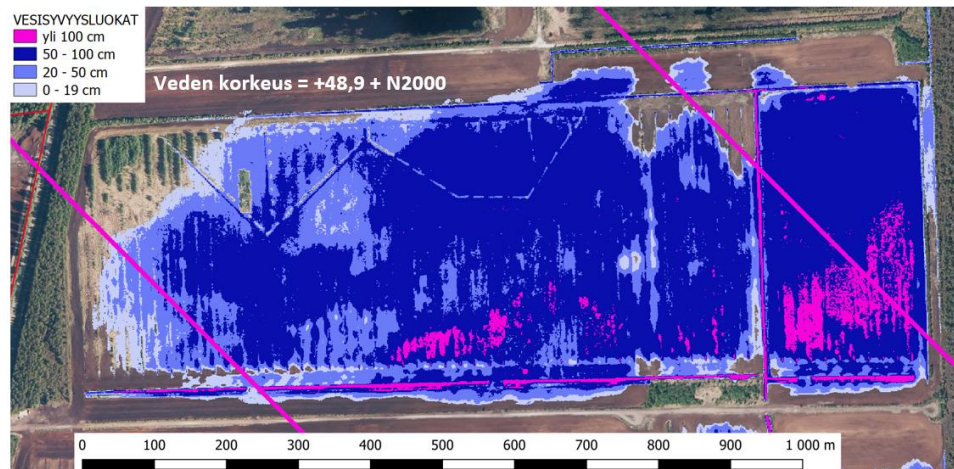 VESISYVYYSLUOKAT
yli 100 cm
50 - 100 cm
20 - 50 cm
0 - 19 cm
Veden korkeus = +48,9 + N2000
0 100 200 300 400 500 600 700 800 900 1 000 m